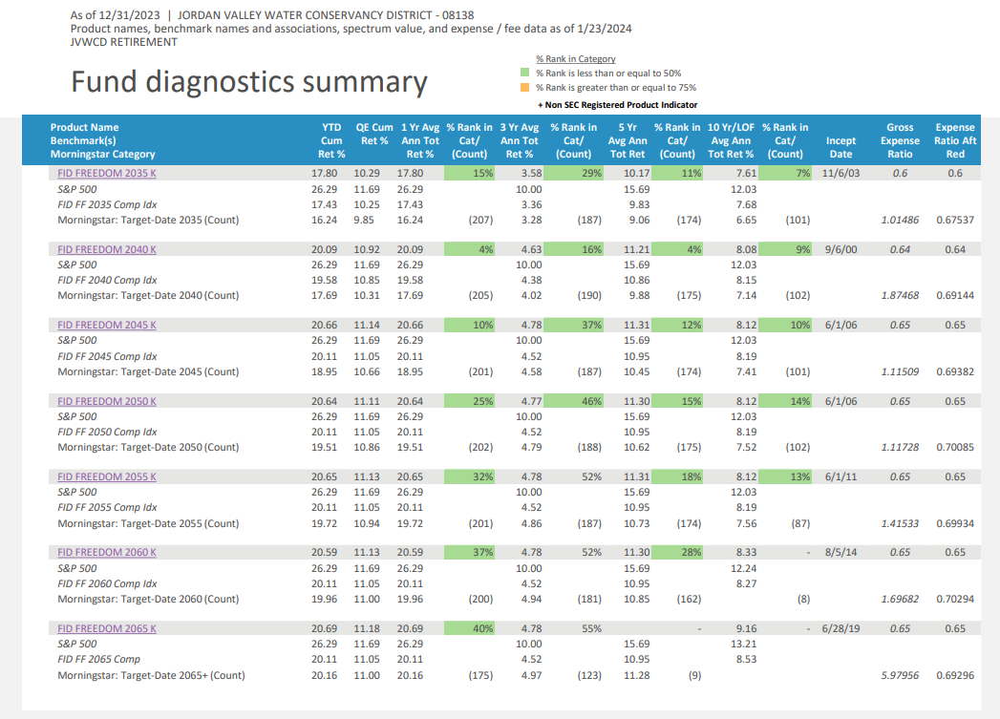 As of 12/31/2023 | JORDAN VALLEY WATER CONSERVANCY DISTRICT - 08138
Product names, benchmark names and associations, spectrum value, and expense / fee data as of 1/23/2024
JVWCD RETIREMENT
Fund diagnostics summary
% Rank in Category
% Rank is less than or equal to 50%
% Rank is greater than or equal to 75%
+ Non SEC Registered Product Indicator
Product Name YTD QE Cum 1 Yr Avg % Rank in 3 Yr Avg % Rank in 5 Yr % Rank in 10 Yr/LOF % Rank in Gross Expense
Benchmark(s) Cum Ret % Ann Tot Cat/ Ann Tot Cat/ Avg Ann Cat/ Avg Ann Cat/ Incept Expense Ratio Aft
Morningstar Category Ret % Ret % (Count) Ret % (Count) Tot Ret (Count) Tot Ret % (Count) Date Ratio Red
FID FREEDOM 2035 K 17.80 10.29 17.80 15% 3.58 29% 10.17 11% 7.61 7% 11/6/03 0.6 0.6
S&P 500 26.29 11.69 26.29 10.00 15.69 12.03
FID FF 2035 Comp Idx 17.43 10.25 17.43 3.36 9.83 7.68
Morningstar: Target-Date 2035 (Count) 16.24 9.85 16.24 (207) 3.28 (187) 9.06 (174) 6.65 (101) 1.01486 0.67537
FID FREEDOM 2040 K 20.09 10.92 20.09 4% 4.63 16% 11.21 4% 8.08 9% 9/6/00 0.64 0.64
S&P 500 26.29 11.69 26.29 10.00 15.69 12.03
FID FF 2040 Comp Idx 19.58 10.85 19.58 4.38 10.86 8.15
Morningstar: Target-Date 2040 (Count) 17.69 10.31 17.69 (205) 4.02 (190) 9.88 (175) 7.14 (102) 1.87468 0.69144
FID FREEDOM 2045 K 20.66 11.14 20.66 10% 4.78 37% 11.31 12% 8.12 10% 6/1/06 0.65 0.65
S&P 500 26.29 11.69 26.29 10.00 15.69 12.03
FID FF 2045 Comp Idx 20.11 11.05 20.11 4.52 10.95 8.19
Morningstar: Target-Date 2045 (Count) 18.95 10.66 18.95 (201) 4.58 (187) 10.45 (174) 7.41 (101) 1.11509 0.69382
FID FREEDOM 2050 K 20.64 11.11 20.64 25% 4.77 46% 11.30 15% 8.12 14% 6/1/06 0.65 0.65
S&P 500 26.29 11.69 26.29 10.00 15.69 12.03
FID FF 2050 Comp Idx 20.11 11.05 20.11 4.52 10.95 8.19
Morningstar: Target-Date 2050 (Count) 19.51 10.86 19.51 (202) 4.79 (188) 10.62 (175) 7.52 (102) 1.11728 0.70085
FID FREEDOM 2055 K 20.65 11.13 20.65 32% 4.78 52% 11.31 18% 8.12 13% 6/1/11 0.65 0.65
S&P 500 26.29 11.69 26.29 10.00 15.69 12.03
FID FF 2055 Comp Idx 20.11 11.05 20.11 4.52 10.95 8.19
Morningstar: Target-Date 2055 (Count) 19.72 10.94 19.72 (201) 4.86 (187) 10.73 (174) 7.56 (87) 1.41533 0.69934
FID FREEDOM 2060 K 20.59 11.13 20.59 37% 4.78 52% 11.30 28% 8.33 - 8/5/14 0.65 0.65
S&P 500 26.29 11.69 26.29 10.00 15.69 12.24
FID FF 2060 Comp Idx 20.11 11.05 20.11 4.52 10.95 8.27
Morningstar: Target-Date 2060 (Count) 19.96 11.00 19.96 (200) 4.94 (181) 10.85 (162) (8) 1.69682 0.70294
FID FREEDOM 2065 K 20.69 11.18 20.69 40% 4.78 55% - 9.16 - 6/28/19 0.65 0.65
S&P 500 26.29 11.69 26.29 10.00 15.69 13.21
FID FF 2065 Comp 20.11 11.05 20.11 4.52 10.95 8.53
Morningstar: Target-Date 2065+ (Count) 20.16 11.00 20.16 (175) 4.97 (123) 11.28 (9) 5.97956 0.69296